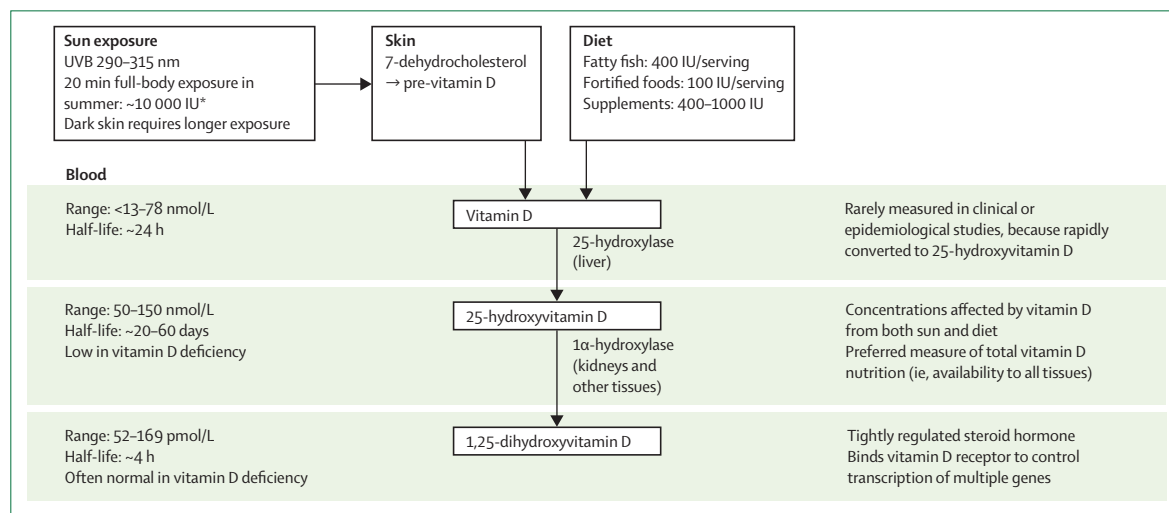 Sun exposure
UVB 290–315 nm
20 min full-body exposure in
summer: ~10 000 IU*
Dark skin requires longer exposure
Skin
7-dehydrocholesterol
→ pre-vitamin D
Diet
Fatty fish: 400 IU/serving
Fortified foods: 100 IU/serving
Supplements: 400–1000 IU
Blood
Range: <13–78 nmol/L
Half-life: ~24 h
Vitamin D
Rarely measured in clinical or
epidemiological studies, because rapidly
converted to 25-hydroxyvitamin D
25-hydroxylase
(liver)
Range: 50–150 nmol/L
Half-life: ~20–60 days
Low in vitamin D deficiency
25-hydroxyvitamin D
Concentrations affected by vitamin D
from both sun and diet
Preferred measure of total vitamin D
nutrition (ie, availability to all tissues)
1α-hydroxylase
(kidneys and
other tissues)
Range: 52–169 pmol/L
Half-life: ~4 h
Often normal in vitamin D deficiency
1,25-dihydroxyvitamin D
Tightly regulated steroid hormone
Binds vitamin D receptor to control
transcription of multiple genes